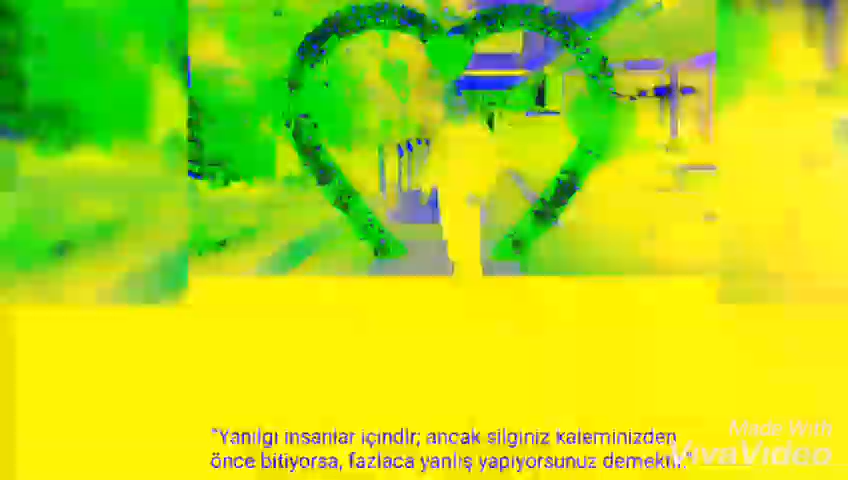 "Yanılgı insanlar içindir; ancak silginiz kaleminizden
önce bitiyorsa, fazlaca yanlış yapıyorsunuz demektir."
Made With
VivaVideo